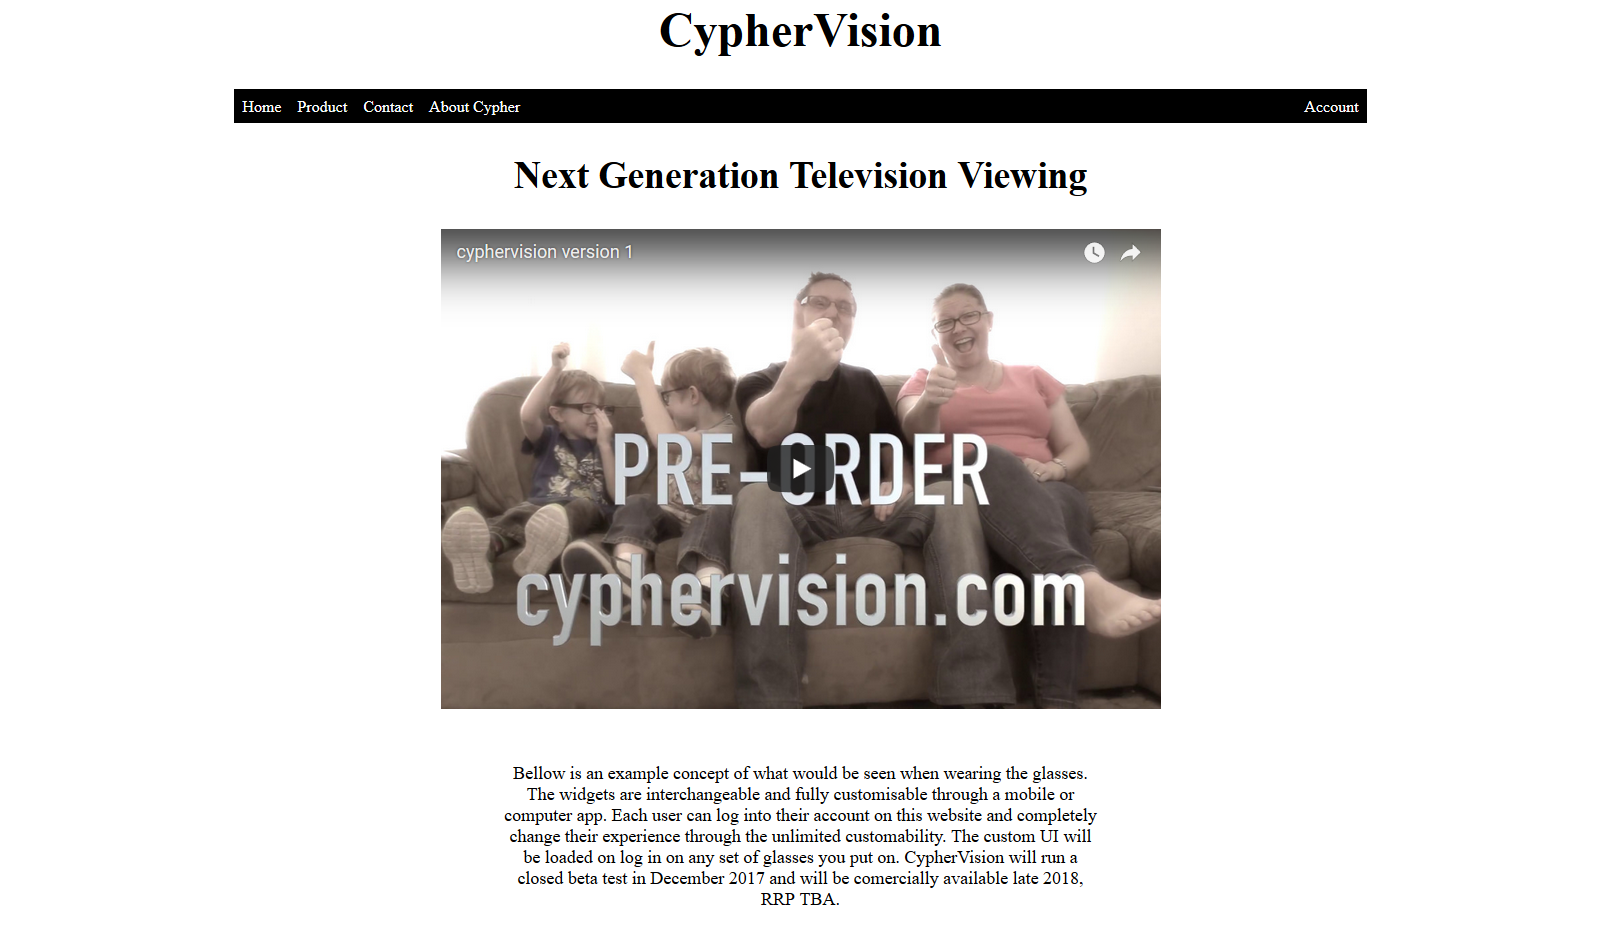 CypherVision
Home Product Contact About Cypher Account
Next Generation Television Viewing
cyphervision version 1
PRE-ORDER
cyphervision.com
Bellow is an example concept of what would be seen when wearing the glasses.
The widgets are interchangeable and fully customisable through a mobile or
computer app. Each user can log into their account on this website and completely
change their experience through the unlimited customability. The custom UI will
be loaded on log in on any set of glasses you put on. CypherVision will run a
closed beta test in December 2017 and will be comercially available late 2018,
RRP TBA.